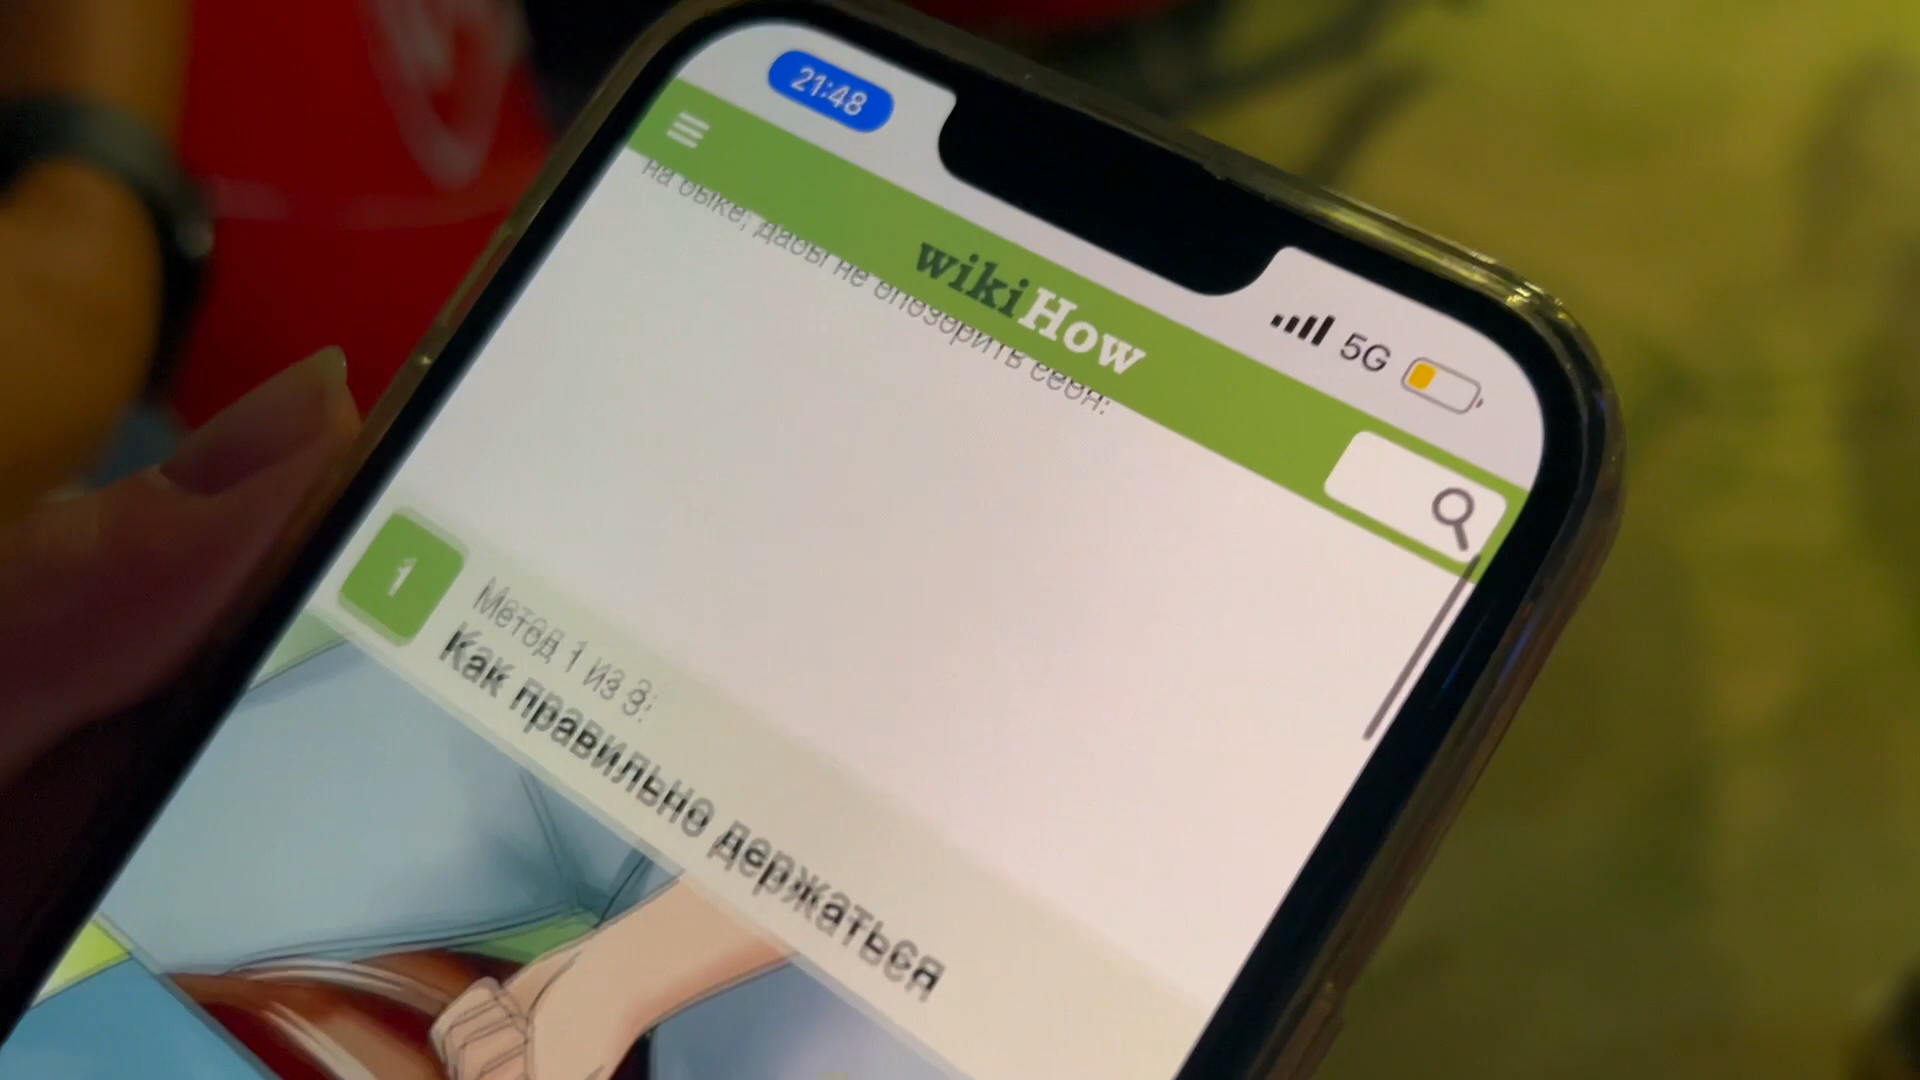 21:48
5G
wikiHow
на быке, дабы не опозорить себя:
1
Метод 1 из 3:
Как правильно держаться